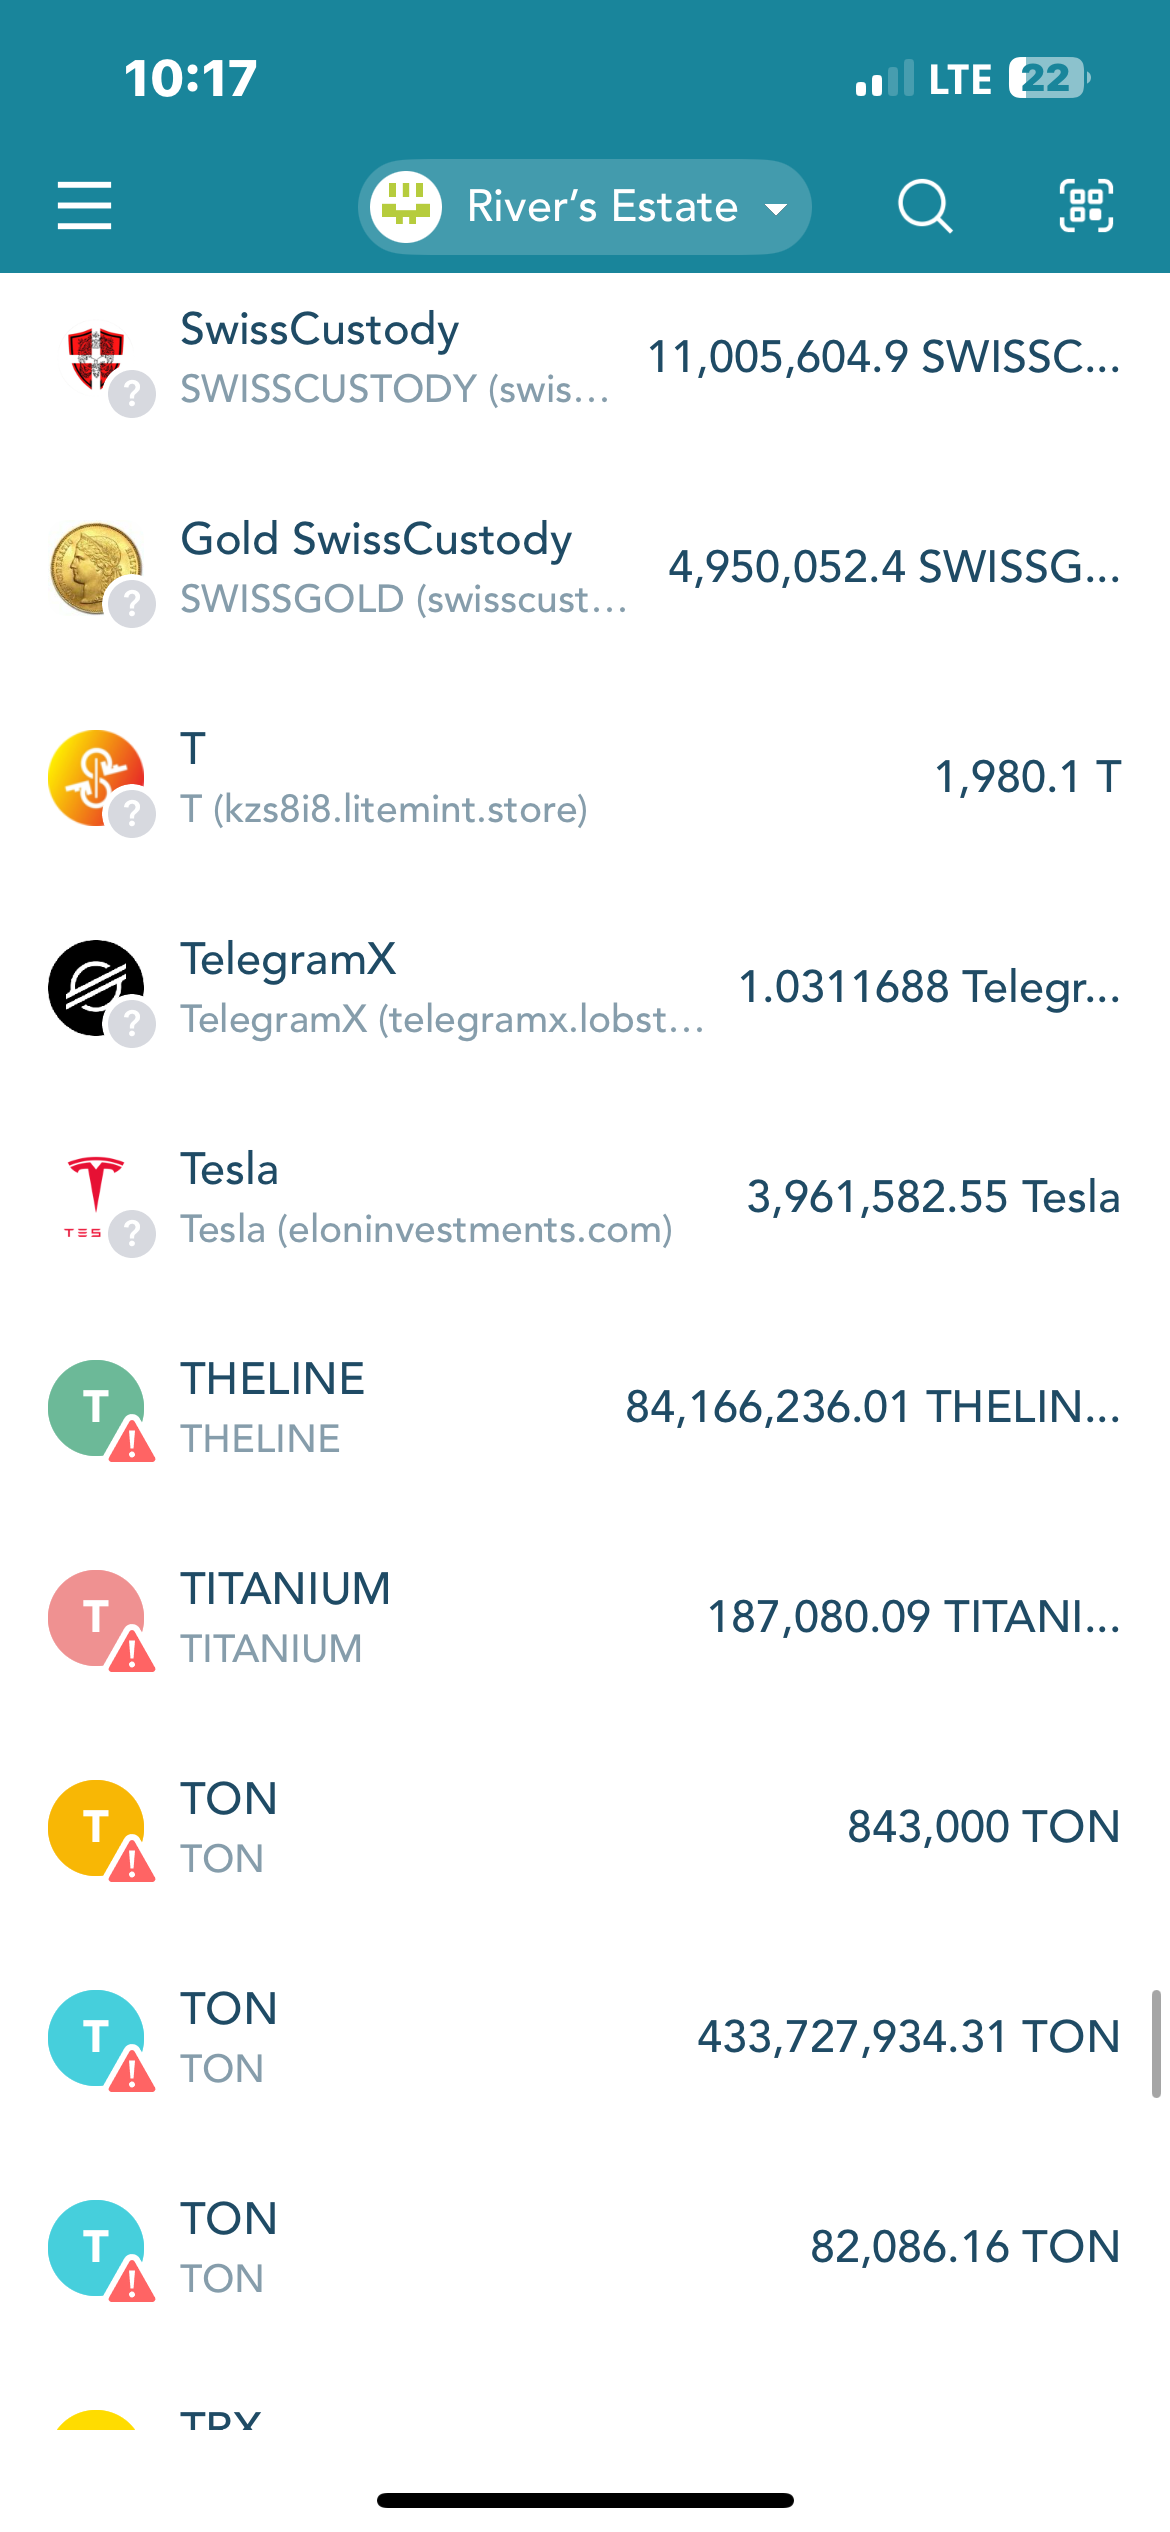 10:17
LTE 22
River’s Estate
SwissCustody
11,005,604.9 SWISSC...
SWISSCUSTODY (swis...
Gold SwissCustody
4,950,052.4 SWISSG...
SWISSGOLD (swisscust...
T
1,980.1 T
T (kzs8i8.litemint.store)
TelegramX
1.0311688 Telegr...
TelegramX (telegramx.lobst...
Tesla
3,961,582.55 Tesla
TES
Tesla (eloninvestments.com)
THELINE
T
84,166,236.01 THELIN...
THELINE
TITANIUM
T
187,080.09 TITANI...
TITANIUM
TON
T
843,000 TON
TON
TON
T
433,727,934.31 TON
TON
TON
T
82,086.16 TON
TON
TRX